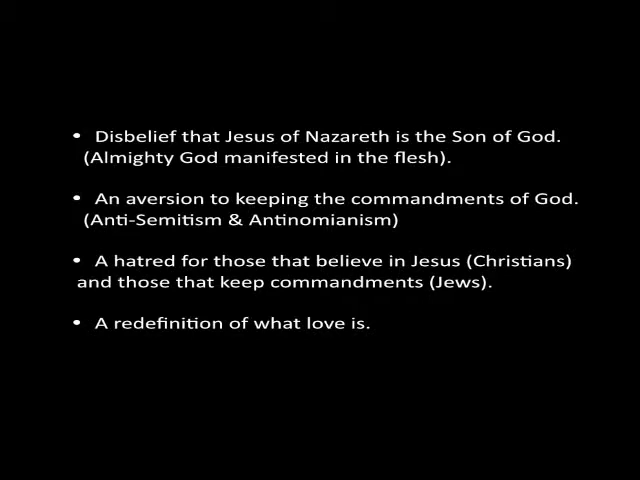 • Disbelief that Jesus of Nazareth is the Son of God.
(Almighty God manifested in the flesh).
• An aversion to keeping the commandments of God.
(Anti-Semitism & Antinomianism)
• A hatred for those that believe in Jesus (Christians)
and those that keep commandments (Jews).
• A redefinition of what love is.